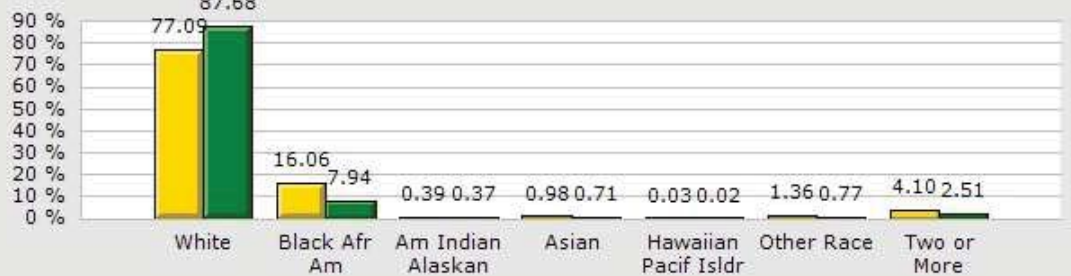 87.68
90 %
77.09
80 %
70 %
60 %
50 %
40 %
30 %
20 %
10 %
0 %
16.06
7.94
0.39 0.37
0.98 0.71
0.03 0.02
1.36 0.77
4.10 2.51
White
Black Afr
Am
Am Indian
Alaskan
Asian
Hawaiian
Pacif Isldr
Other Race
Two or
More